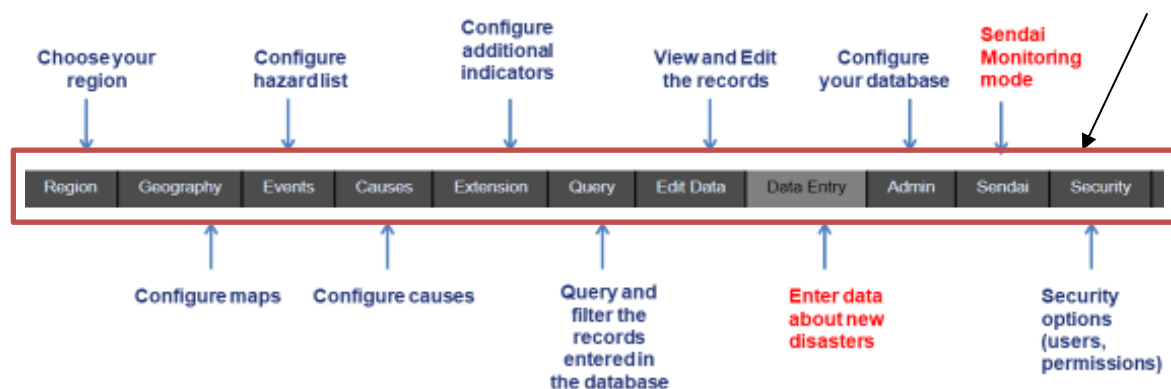 Choose your
region
Configure
hazard list
Configure
additional
indicators
View and Edit
the records
Configure
your database
Sendai
Monitoring
mode
Region Geography Events Causes Extension Query Edit Data Data Entry Admin Sendai Security
Configure maps
Configure causes
Query and
filter the
records
entered in
the database
Enter data
about new
disasters
Security
options
(users,
permissions)